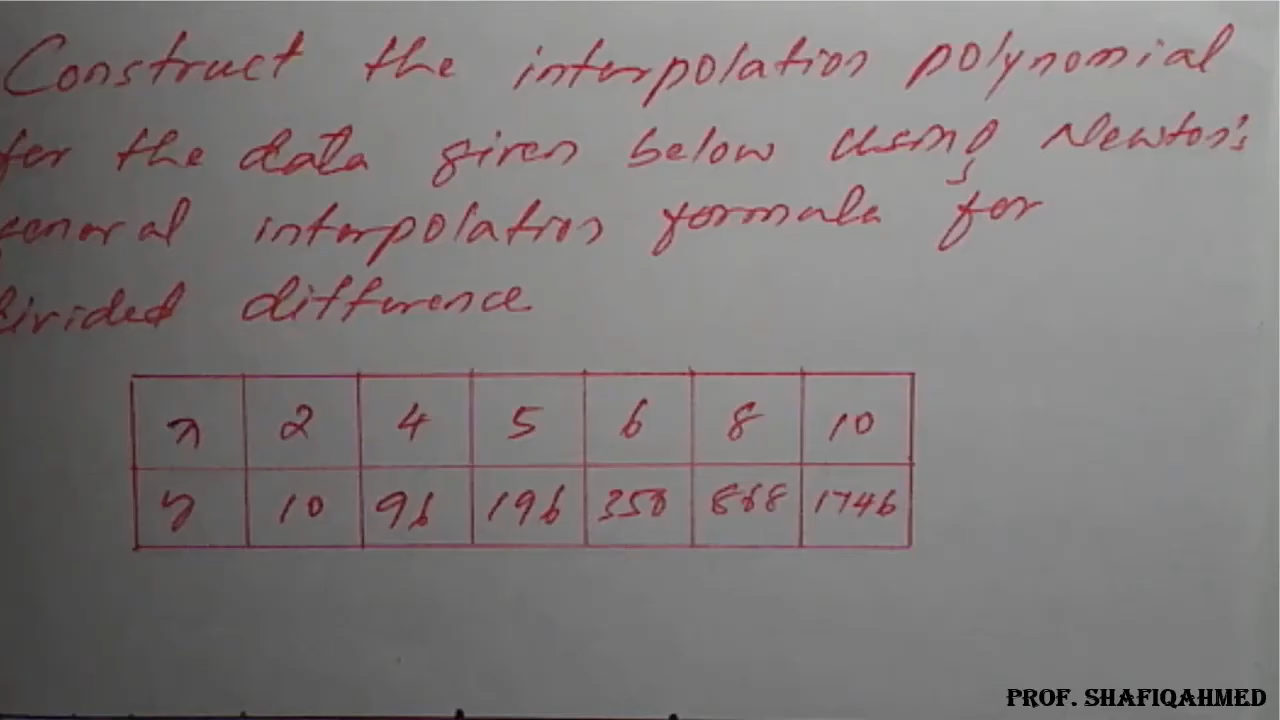 Construct the interpolation polynomial
for the data given below using Newton's
general interpolation formula for
divided difference
x 2 4 5 6 8 10
y 10 96 196 350 868 1746
PROF. SHAFIQAHMED